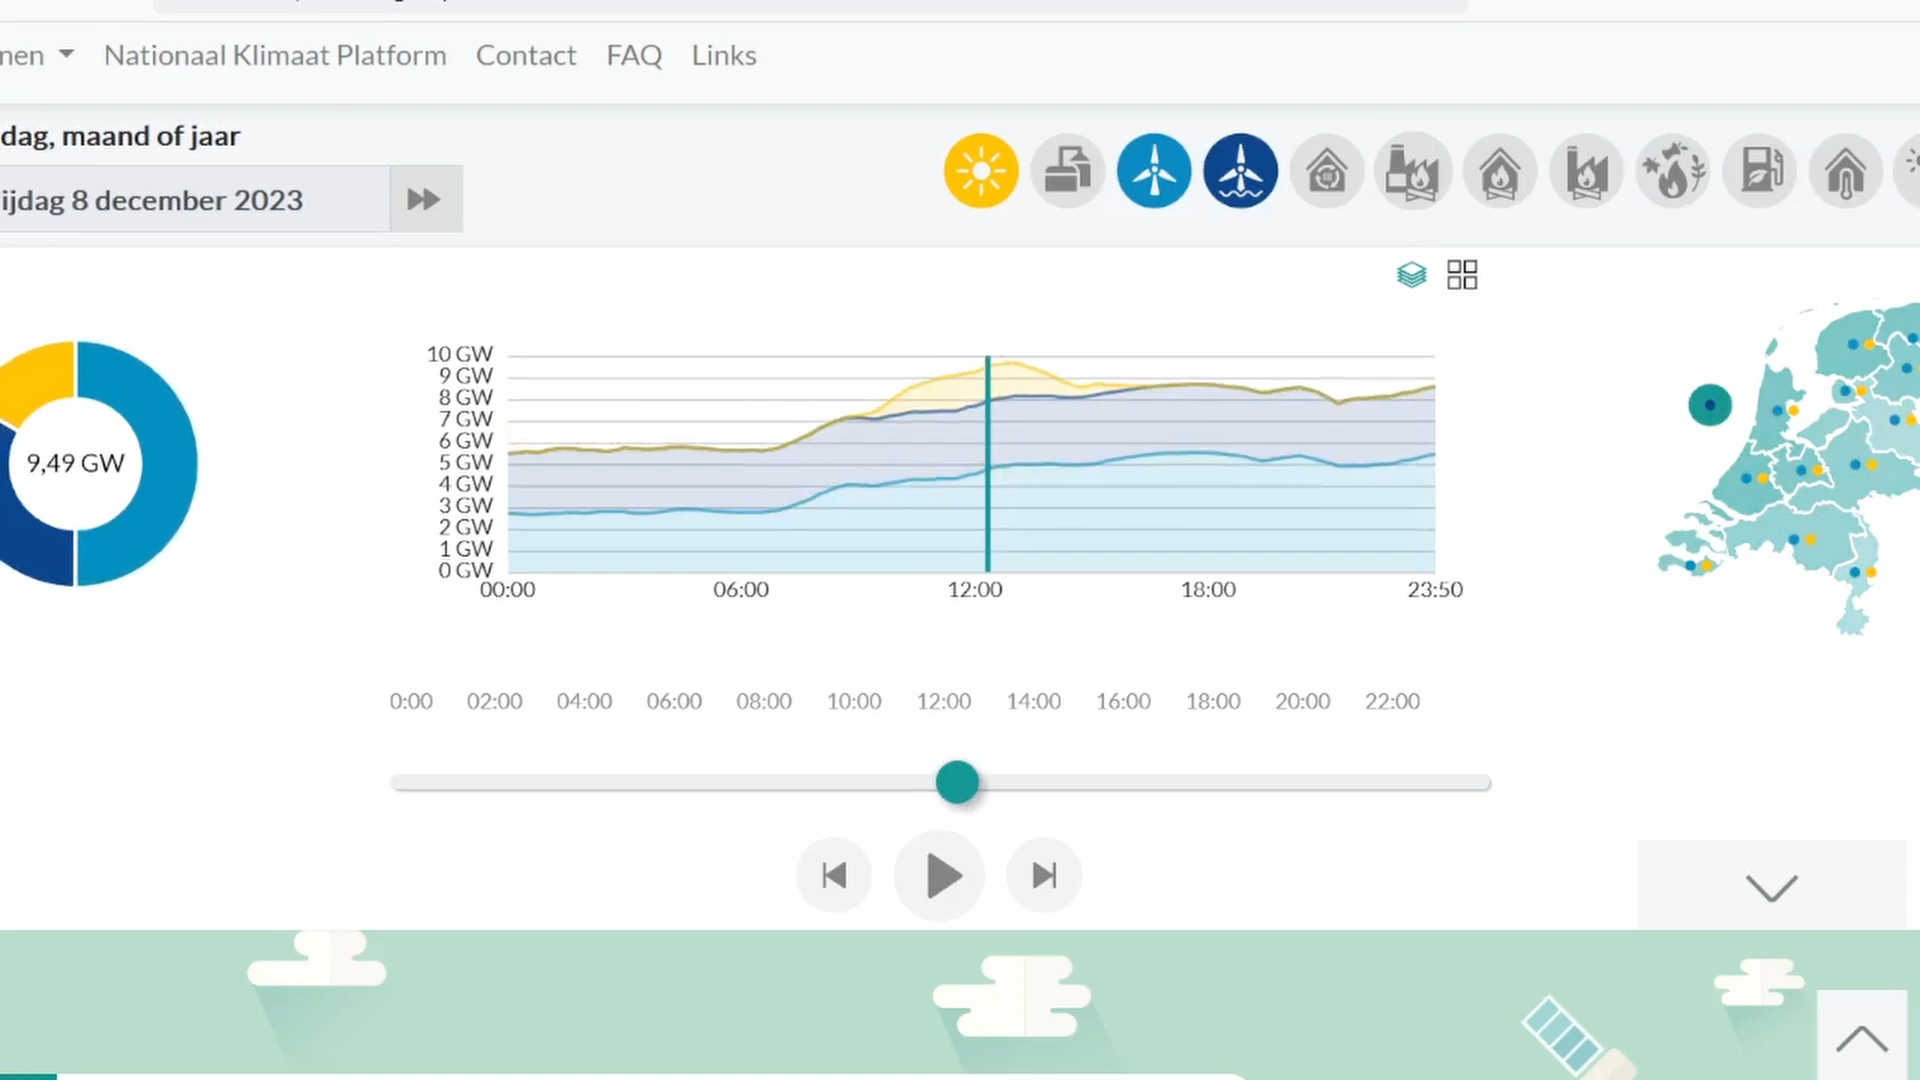 nen Nationaal Klimaat Platform Contact FAQ Links
dag, maand of jaar
ijdag 8 december 2023
9,49 GW
10 GW
9 GW
8 GW
7 GW
6 GW
5 GW
4 GW
3 GW
2 GW
1 GW
0 GW
00:00 06:00 12:00 18:00 23:50
0:00 02:00 04:00 06:00 08:00 10:00 12:00 14:00 16:00 18:00 20:00 22:00